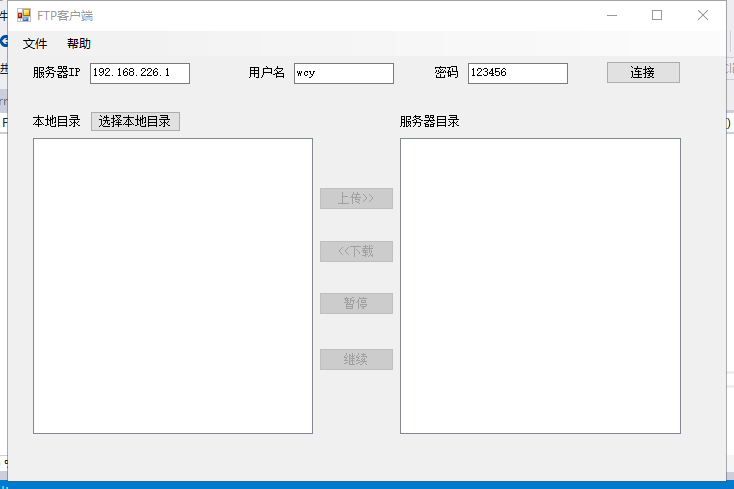 FTP客户端
文件 帮助
服务器IP 192.168.226.1 用户名 wcy 密码 123456 连接
本地目录 选择本地目录 服务器目录
上传>>
<<下载
暂停
继续